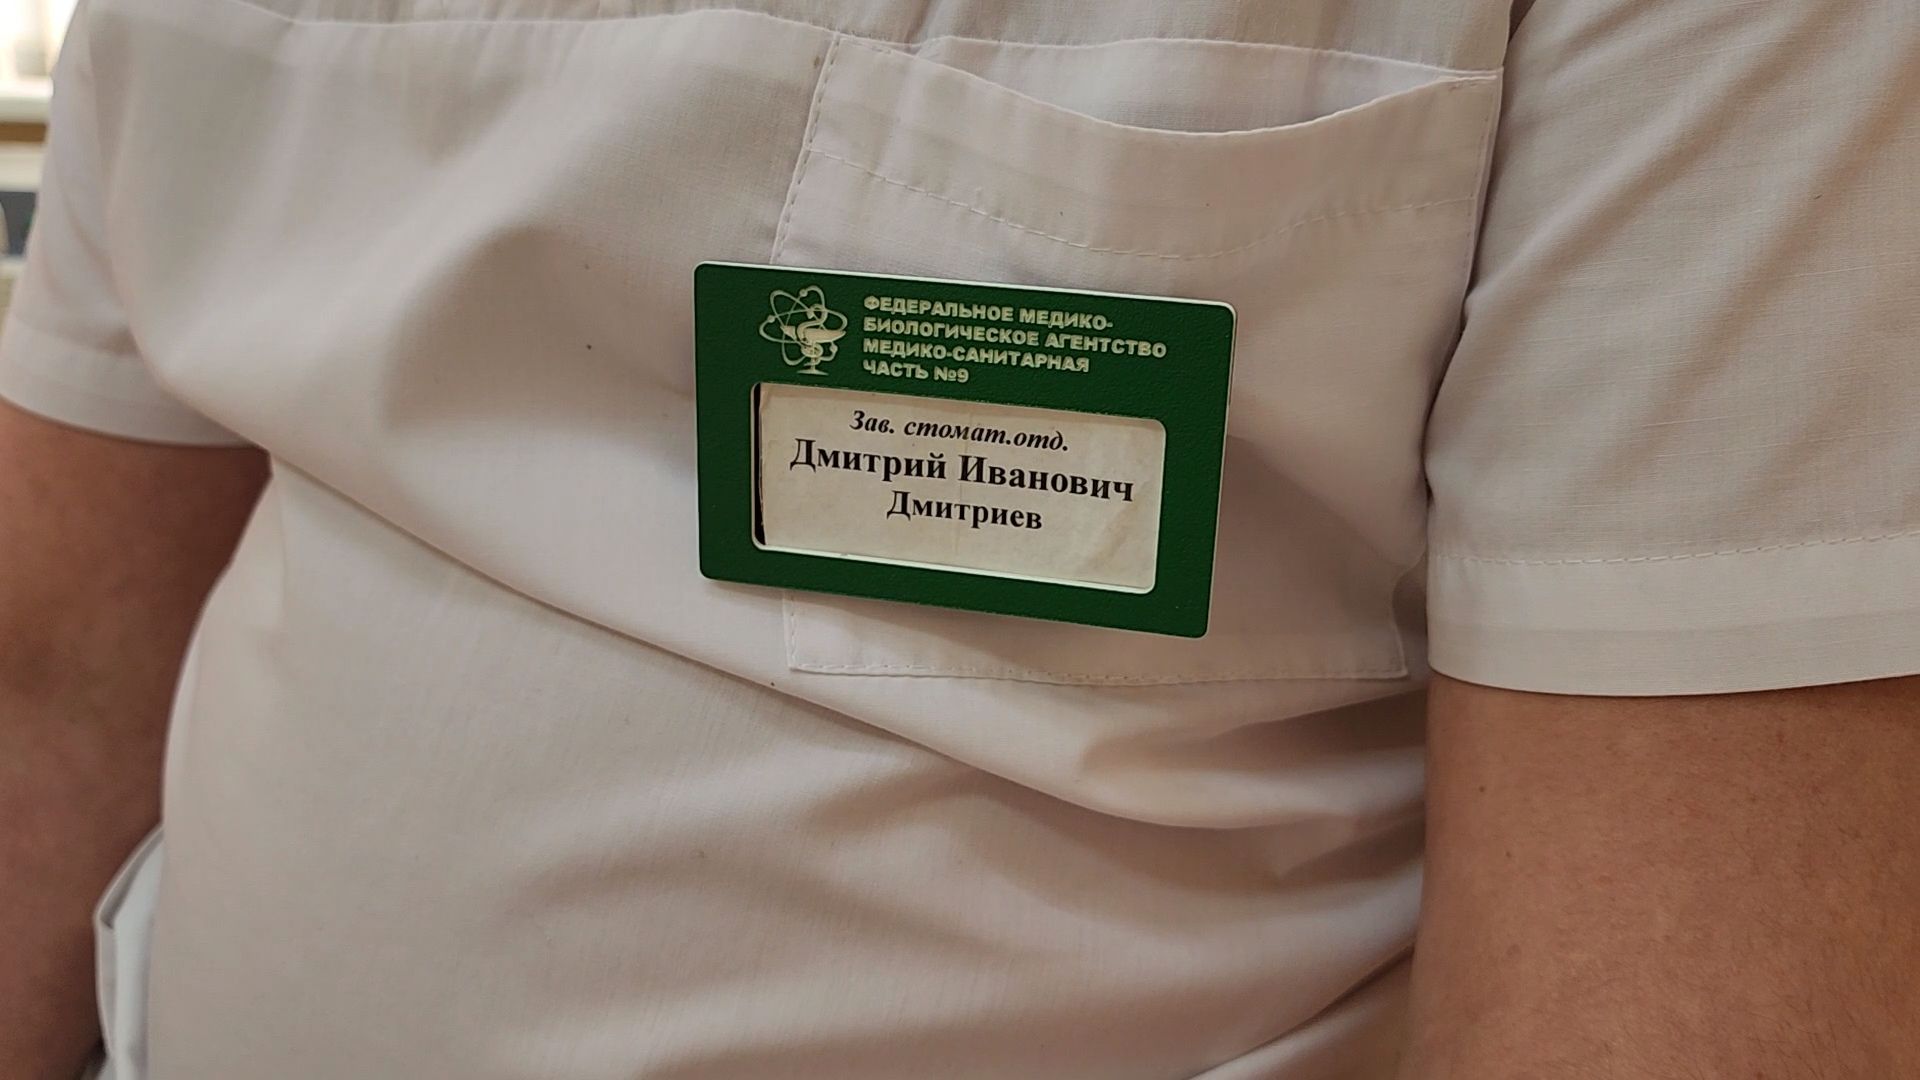 ФЕДЕРАЛЬНОЕ МЕДИКО-
БИОЛОГИЧЕСКОЕ АГЕНТСТВО
МЕДИКО-САНИТАРНАЯ
ЧАСТЬ №9
Зав. стомат.отд.
Дмитрий Иванович
Дмитриев